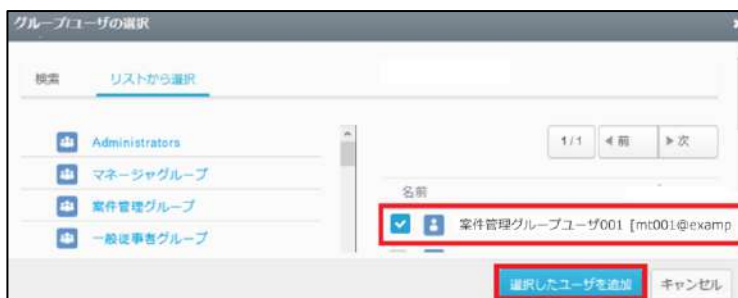 グループ/ユーザの選択
検索
リストから選択
Administrators
マネージャグループ
案件管理グループ
一般従事者グループ
1/1
◀前
▶次
名前
案件管理グループユーザ001 [mt001@examp
選択したユーザを追加
キャンセル